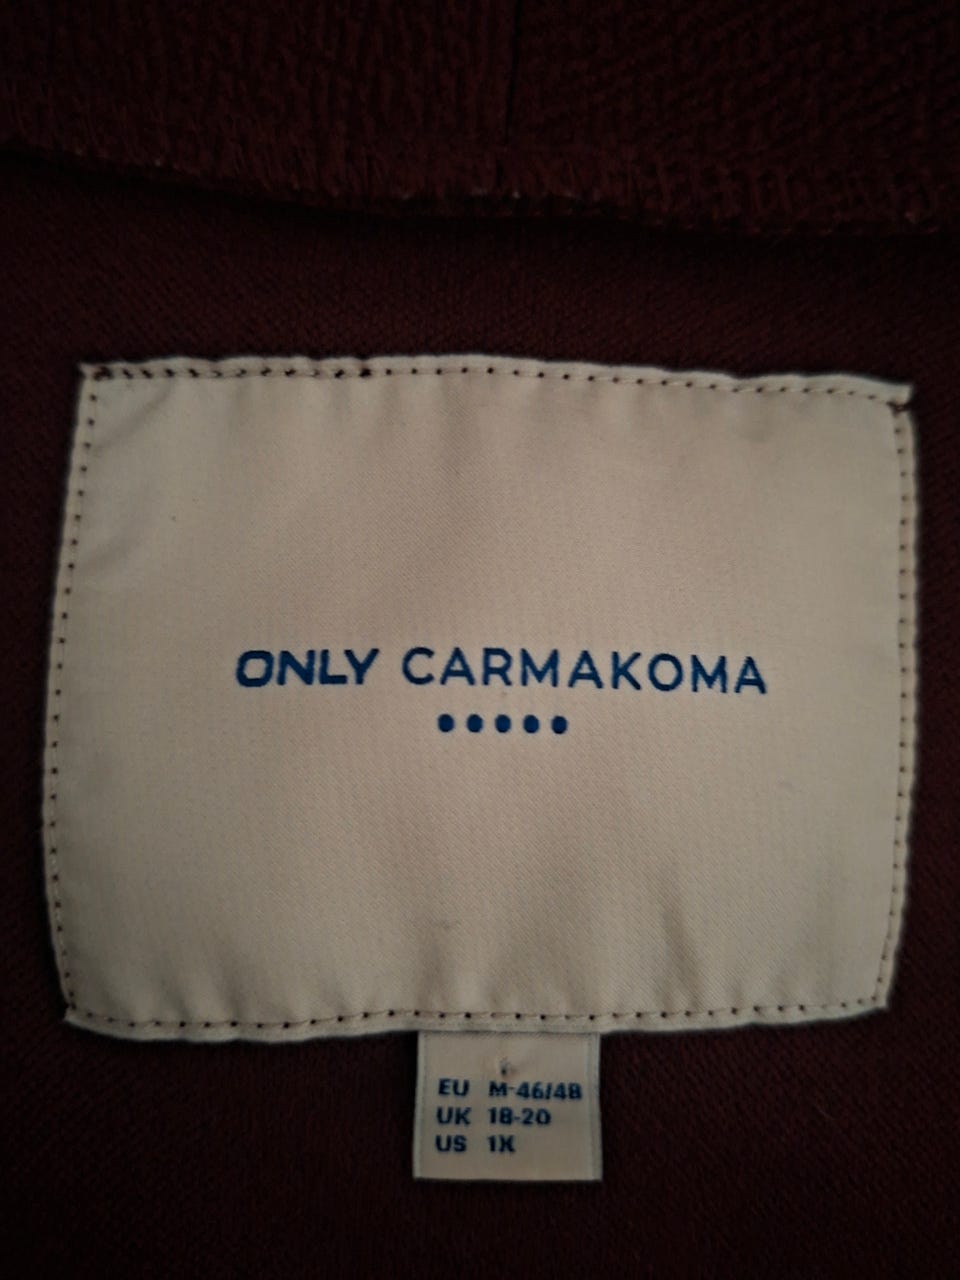 ONLY CARMAKOMA
•••••
EU M-46/48
UK 18-20
US 1X